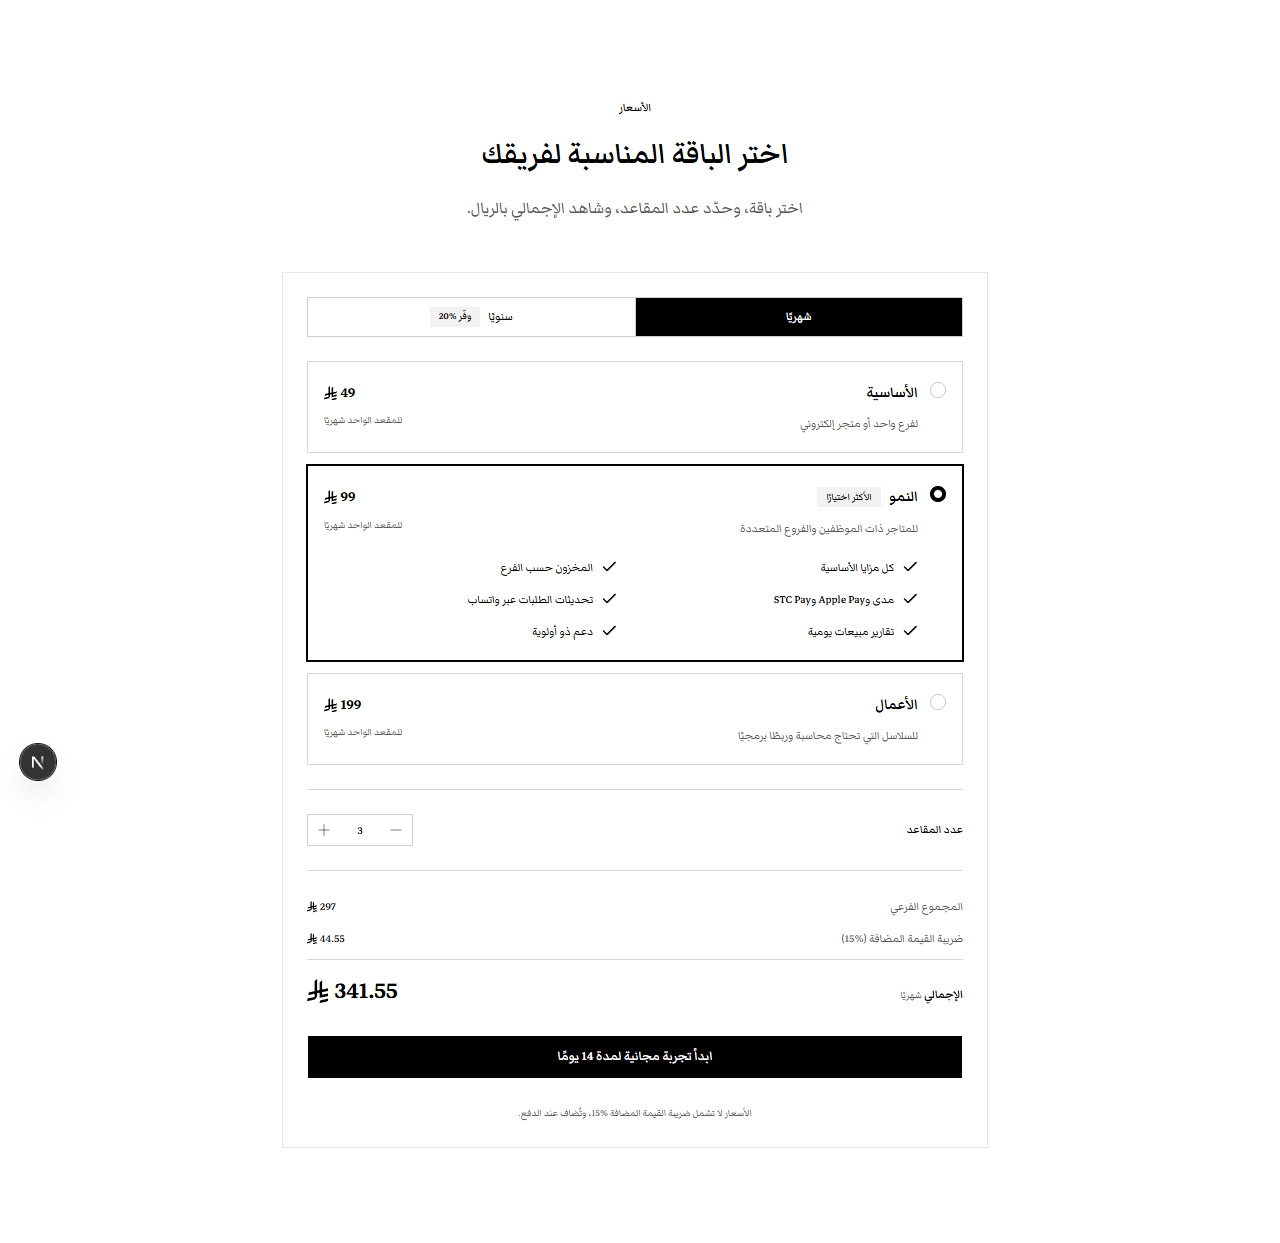 الأسعار
اختر الباقة المناسبة لفريقك
اختر باقة، وحدّد عدد المقاعد، وشاهد الإجمالي بالريال.
شهريًا
سنويًا وفّر 20%
الأساسية
49 ⃁
لفرع واحد أو متجر إلكتروني
للمقعد الواحد شهريًا
النمو الأكثر اختيارًا
99 ⃁
للمتاجر ذات الموظفين والفروع المتعددة
للمقعد الواحد شهريًا
كل مزايا الأساسية
المخزون حسب الفرع
مدى وApple Pay وSTC Pay
تحديثات الطلبات عبر واتساب
تقارير مبيعات يومية
دعم ذو أولوية
الأعمال
199 ⃁
للسلاسل التي تحتاج محاسبة وربطًا برمجيًا
للمقعد الواحد شهريًا
عدد المقاعد
3
المجموع الفرعي
297 ⃁
ضريبة القيمة المضافة (15%)
44.55 ⃁
الإجمالي شهريًا
341.55 ⃁
ابدأ تجربة مجانية لمدة 14 يومًا
الأسعار لا تشمل ضريبة القيمة المضافة 15%، وتُضاف عند الدفع.
N